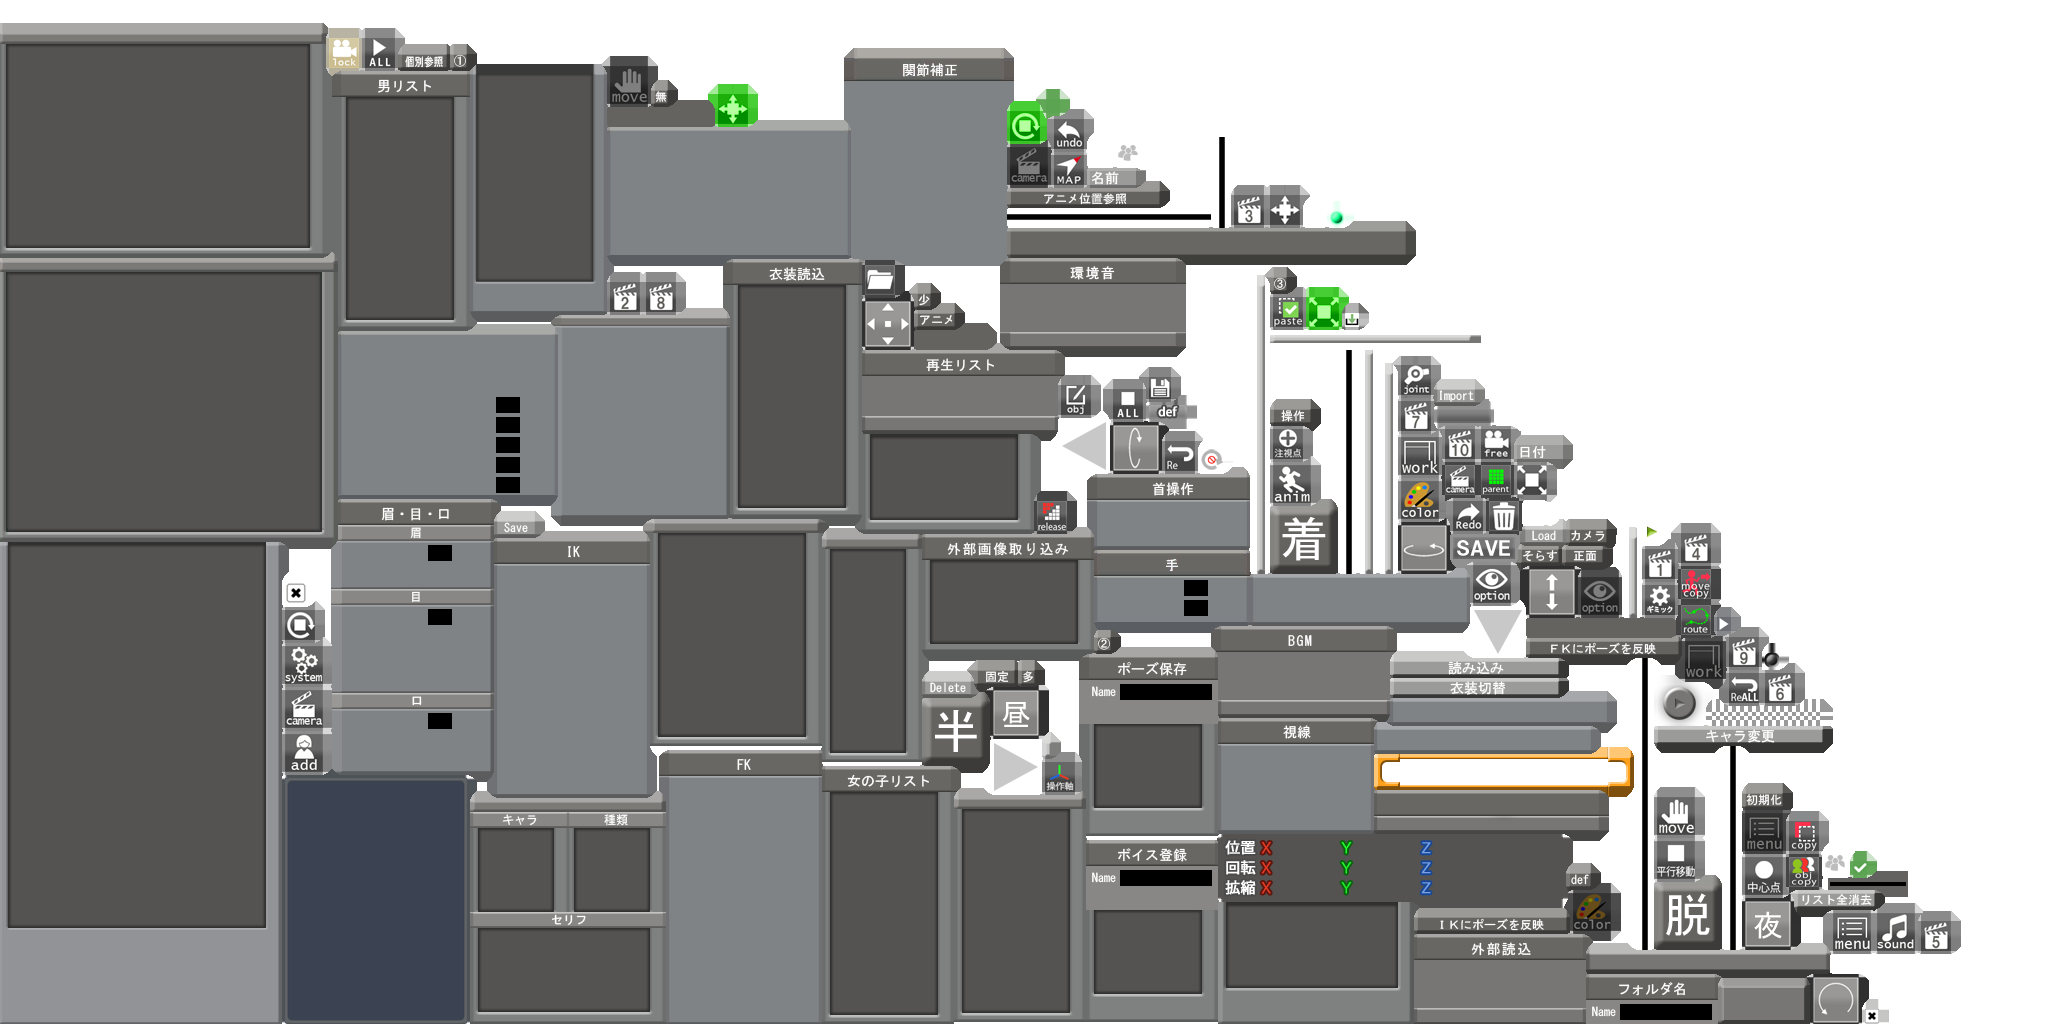 lock
ALL
個別参照
①
男リスト
move
無
関節補正
undo
camera
MAP
名前
アニメ位置参照
3
2
8
衣装読込
少
アニメ
環境音
③
paste
再生リスト
obj
ALL
def
Re
joint
Import
7
操作
注視点
anim
着
work
10
free
日付
camera
parent
color
Redo
SAVE
眉・目・口
眉
目
口
Save
IK
release
首操作
外部画像取り込み
手
option
Load
カメラ
そらす
正面
option
1
4
ギミック
move
copy
route
FKにポーズを反映
work
9
ReALL
6
system
camera
add
②
BGM
ポーズ保存
Name
読み込み
衣装切替
Delete
固定
多
半
昼
操作軸
視線
キャラ変更
FK
女の子リスト
キャラ
種類
セリフ
ボイス登録
Name
位置 X Y Z
回転 X Y Z
拡縮 X Y Z
move
平行移動
脱
初期化
menu
copy
中心点
obj
copy
リスト全消去
夜
menu
sound
5
def
color
IKにポーズを反映
外部読込
フォルダ名
Name